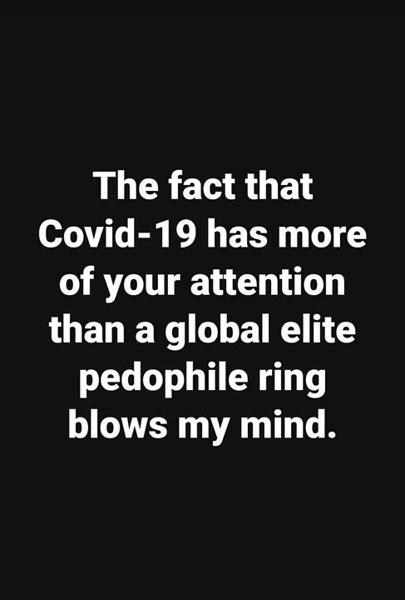 The fact that
Covid-19 has more
of your attention
than a global elite
pedophile ring
blows my mind.